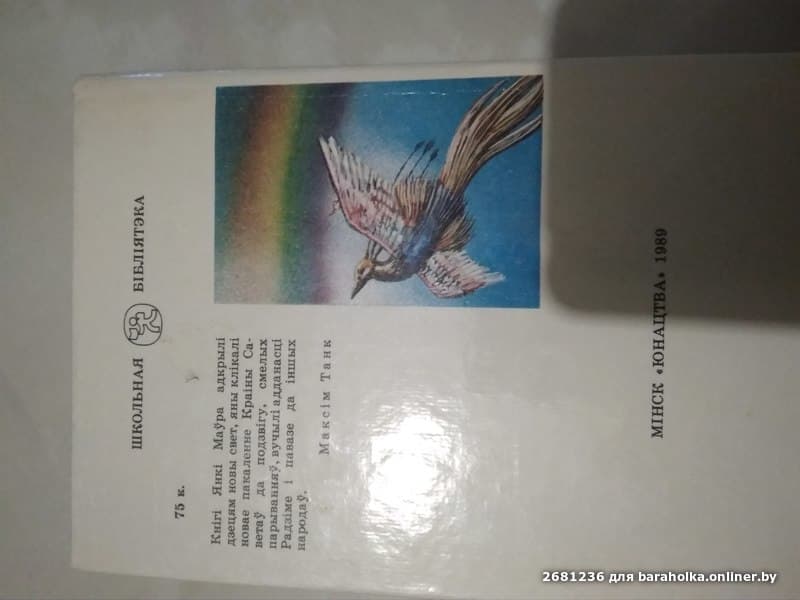 ШКОЛЬНАЯ БІБЛІЯТЭКА
75 к.
Кнігі Янкі Маўра адкрылі
дзецям новы свет, яны клікалі
новае пакаленне Краіны Са-
ветаў да подзвігу, смелых
парыванняў, вучылі адданасці
Радзіме і павазе да іншых
народаў.
Максім Танк
МІНСК «ЮНАЦТВА» 1989
2681236 для baraholka.onliner.by